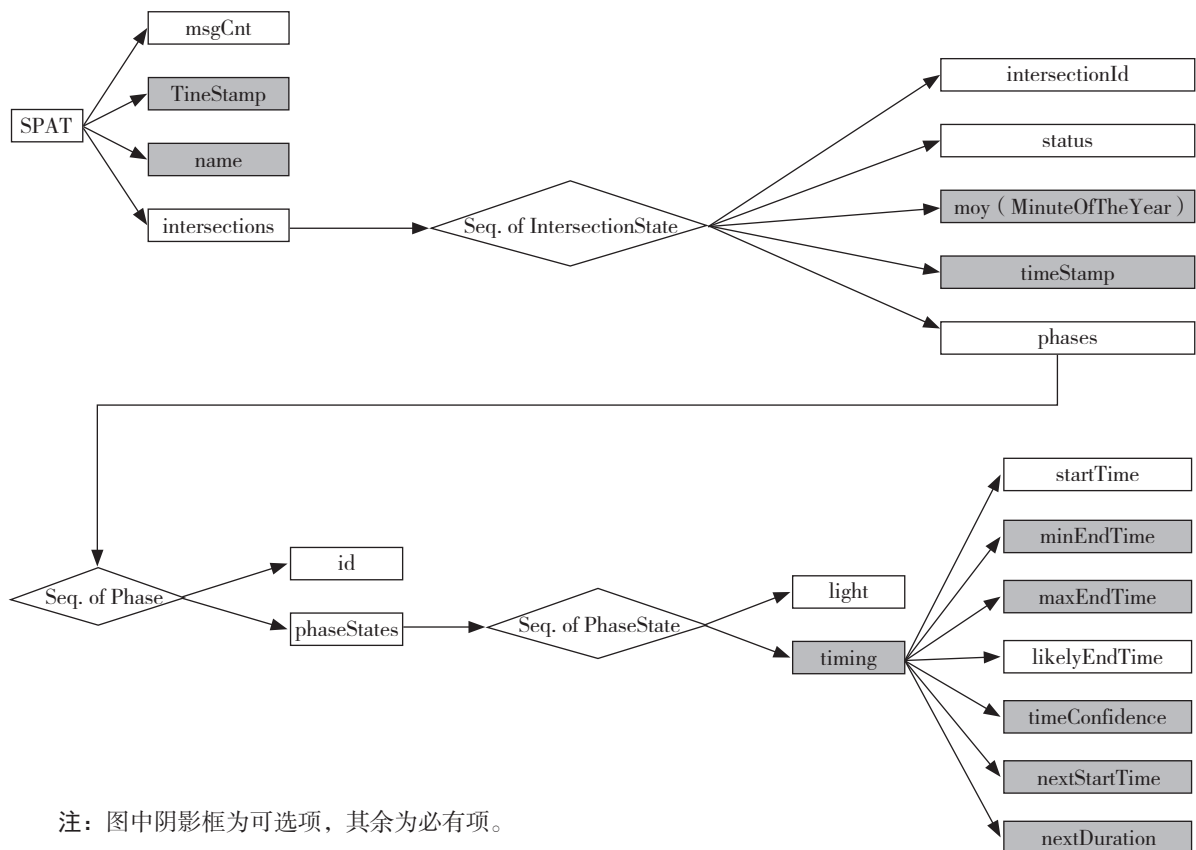 msgCnt
TineStamp
SPAT
name
intersections
Seq. of IntersectionState
intersectionId
status
moy（MinuteOfTheYear）
timeStamp
phases
Seq. of Phase
id
phaseStates
Seq. of PhaseState
light
timing
startTime
minEndTime
maxEndTime
likelyEndTime
timeConfidence
nextStartTime
nextDuration
注：图中阴影框为可选项，其余为必有项。